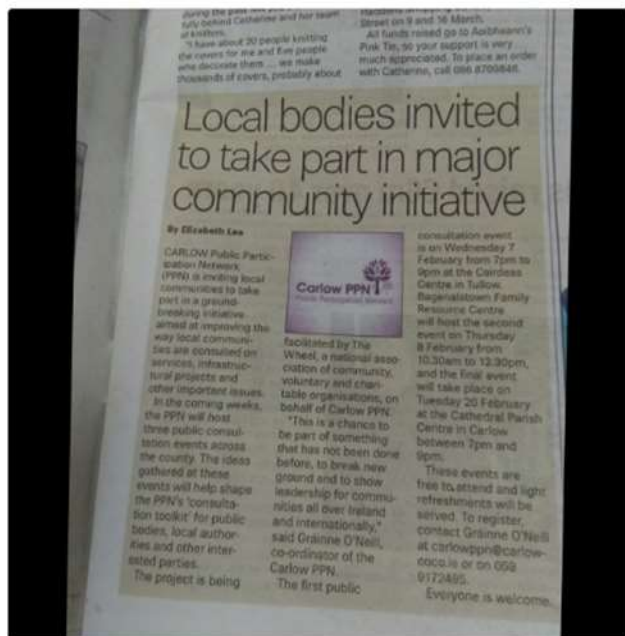 during the past
fully behind Catherine and her team
of knitters.
"I have about 20 people knitting
the covers for me and five people
who decorate them ... we make
thousands of covers, probably about
Street on 9 and 16 March.
All funds raised go to Aoibheann's
Pink Tie, so your support is very
much appreciated. To place an order
with Catherine, call
Local bodies invited
to take part in major
community initiative
By Elizabeth Lee
CARLOW Public Partic-
ipation Network
(PPN) is inviting local
communities to take
part in a ground-
breaking initiative
aimed at improving the
way local communi-
ties are consulted on
services, infrastruc-
tural projects and
other important issues.
In the coming weeks,
the PPN will host
three public consul-
tation events across
the county. The ideas
gathered at these
events will help shape
the PPN's 'consulta-
tion toolkit' for public
bodies, local author-
ities and other inter-
ested parties.
The project is being
Carlow PPN
Public Participation Network
facilitated by The
Wheel, a national asso-
ciation of community,
voluntary and chari-
table organisations, on
behalf of Carlow PPN.
"This is a chance to
be part of something
that has not been done
before, to break new
ground and to show
leadership for commu-
nities all over Ireland
and internationally,"
said Gráinne O'Neill,
co-ordinator of the
Carlow PPN.
The first public
consultation event
is on Wednesday 7
February from 7pm to
9pm at the Cairdeas
Centre in Tullow.
Bagenalstown Family
Resource Centre
will host the second
event on Thursday
8 February from
10.30am to 12.30pm,
and the final event
will take place on
Tuesday 20 February
at the Cathedral Parish
Centre in Carlow
between 7pm and
9pm.
These events are
free to attend and light
refreshments will be
served. To register,
contact Gráinne O'Neill
at carlowppn@carlow-
coco.ie or on 059
9172495.
Everyone is welcome.